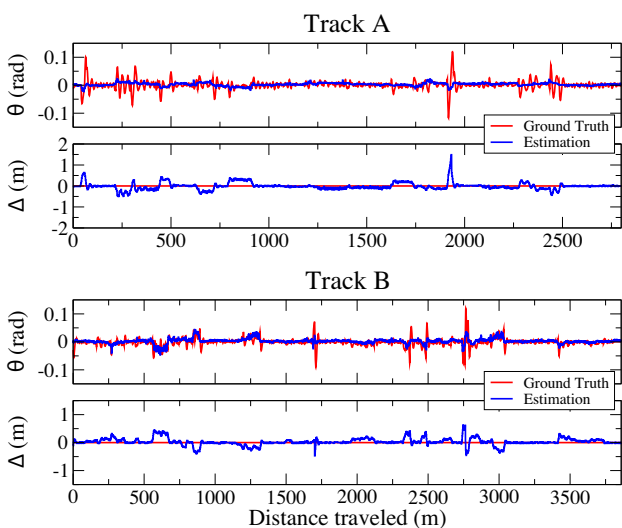 Track A
θ (rad)
0.1
0
-0.1
Ground Truth
Estimation
Δ (m)
2
1
0
-1
-2
0 500 1000 1500 2000 2500
Track B
θ (rad)
0.1
0
-0.1
Ground Truth
Estimation
Δ (m)
1
0
-1
0 500 1000 1500 2000 2500 3000 3500
Distance traveled (m)